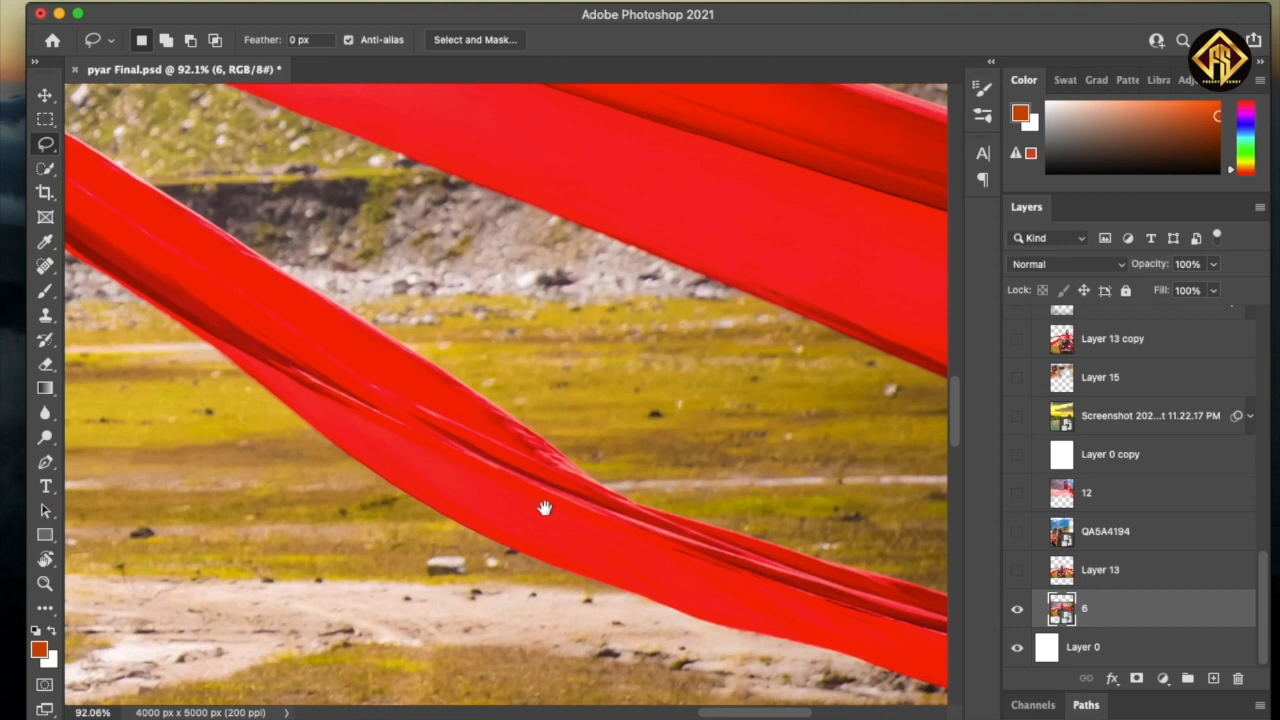 Adobe Photoshop 2021
Feather: 0 px Anti-alias Select and Mask...
FS
pyar Final.psd @ 92.1% (6, RGB/8#) *
Color Swat Grad Patte Libra Adj
Layers
Kind
Normal Opacity: 100%
Lock: Fill: 100%
Layer 13 copy
Layer 15
Screenshot 202...t 11.22.17 PM
Layer 0 copy
12
QA5A4194
Layer 13
6
Layer 0
Channels Paths
92.06% 4000 px x 5000 px (200 ppi)